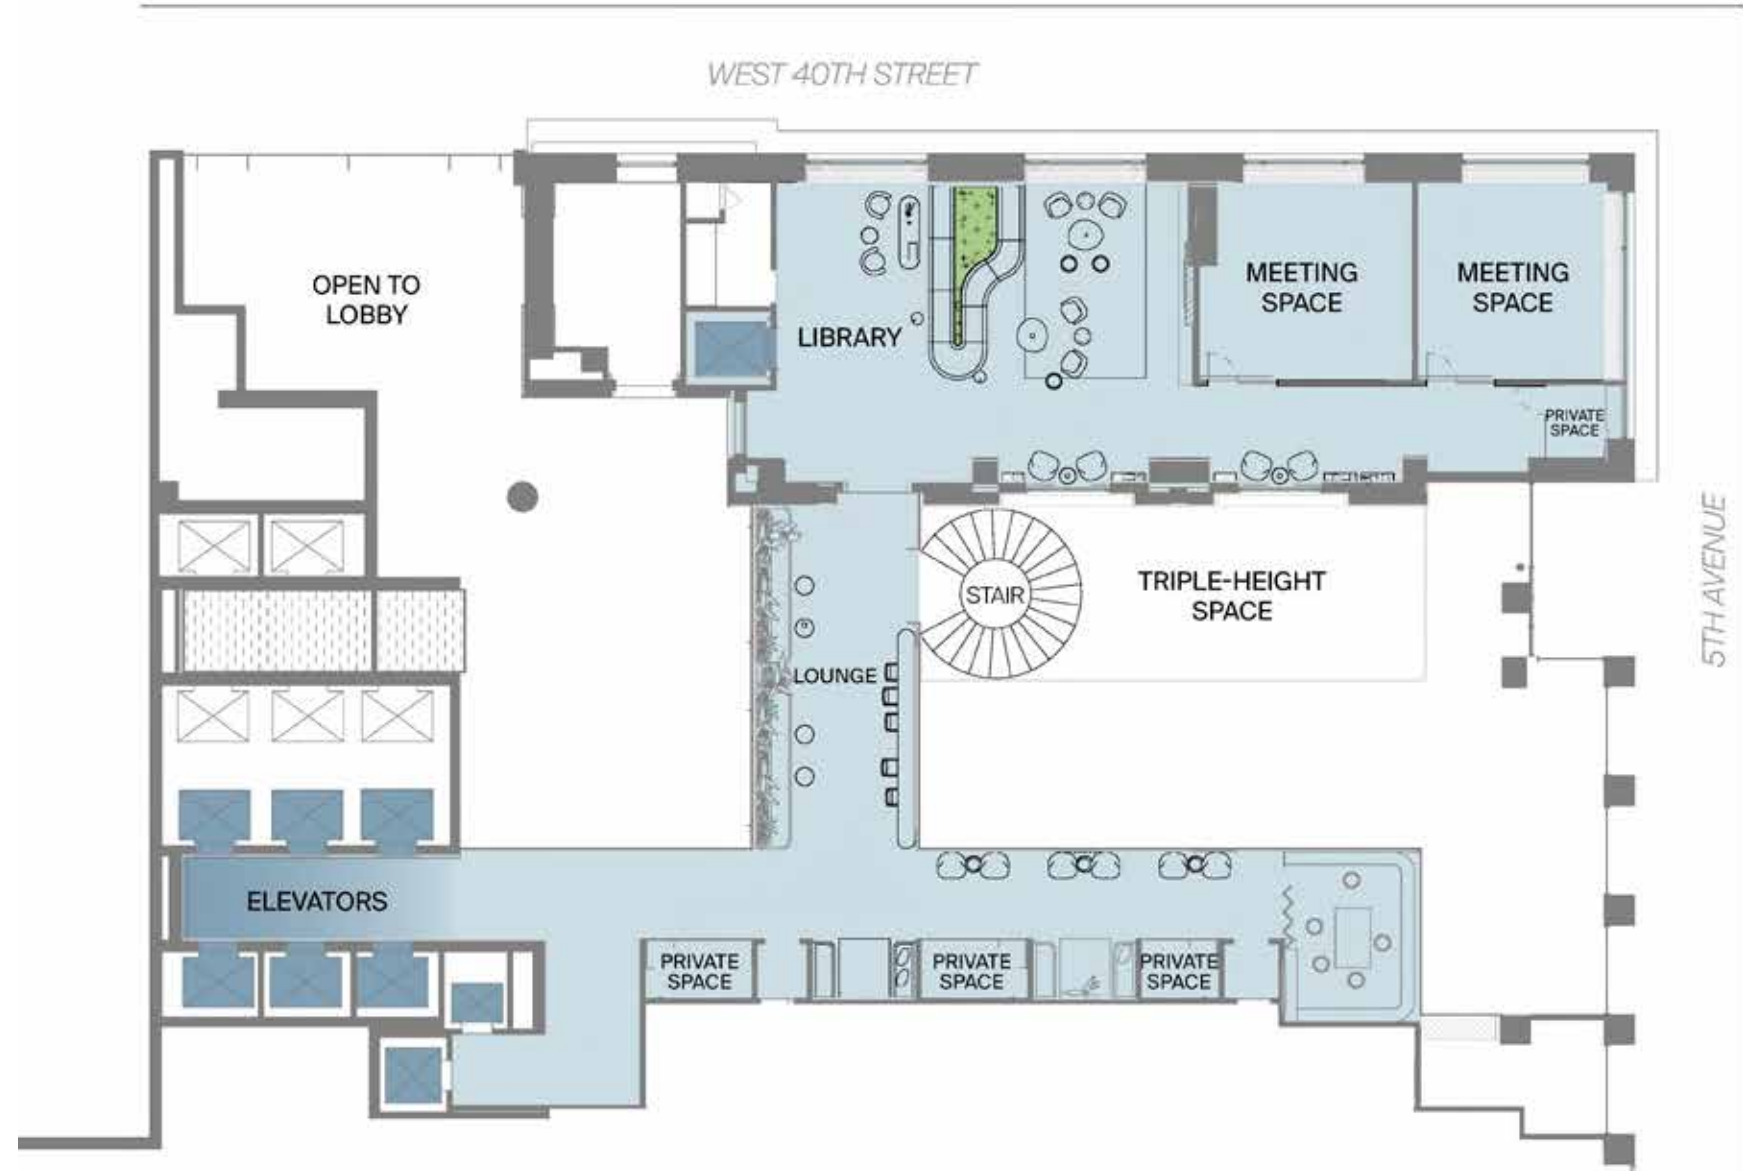 WEST 40TH STREET
OPEN TO
LOBBY
MEETING
SPACE
MEETING
SPACE
LIBRARY
PRIVATE
SPACE
5TH AVENUE
STAIR
TRIPLE-HEIGHT
SPACE
LOUNGE
ELEVATORS
PRIVATE
SPACE
PRIVATE
SPACE
PRIVATE
SPACE